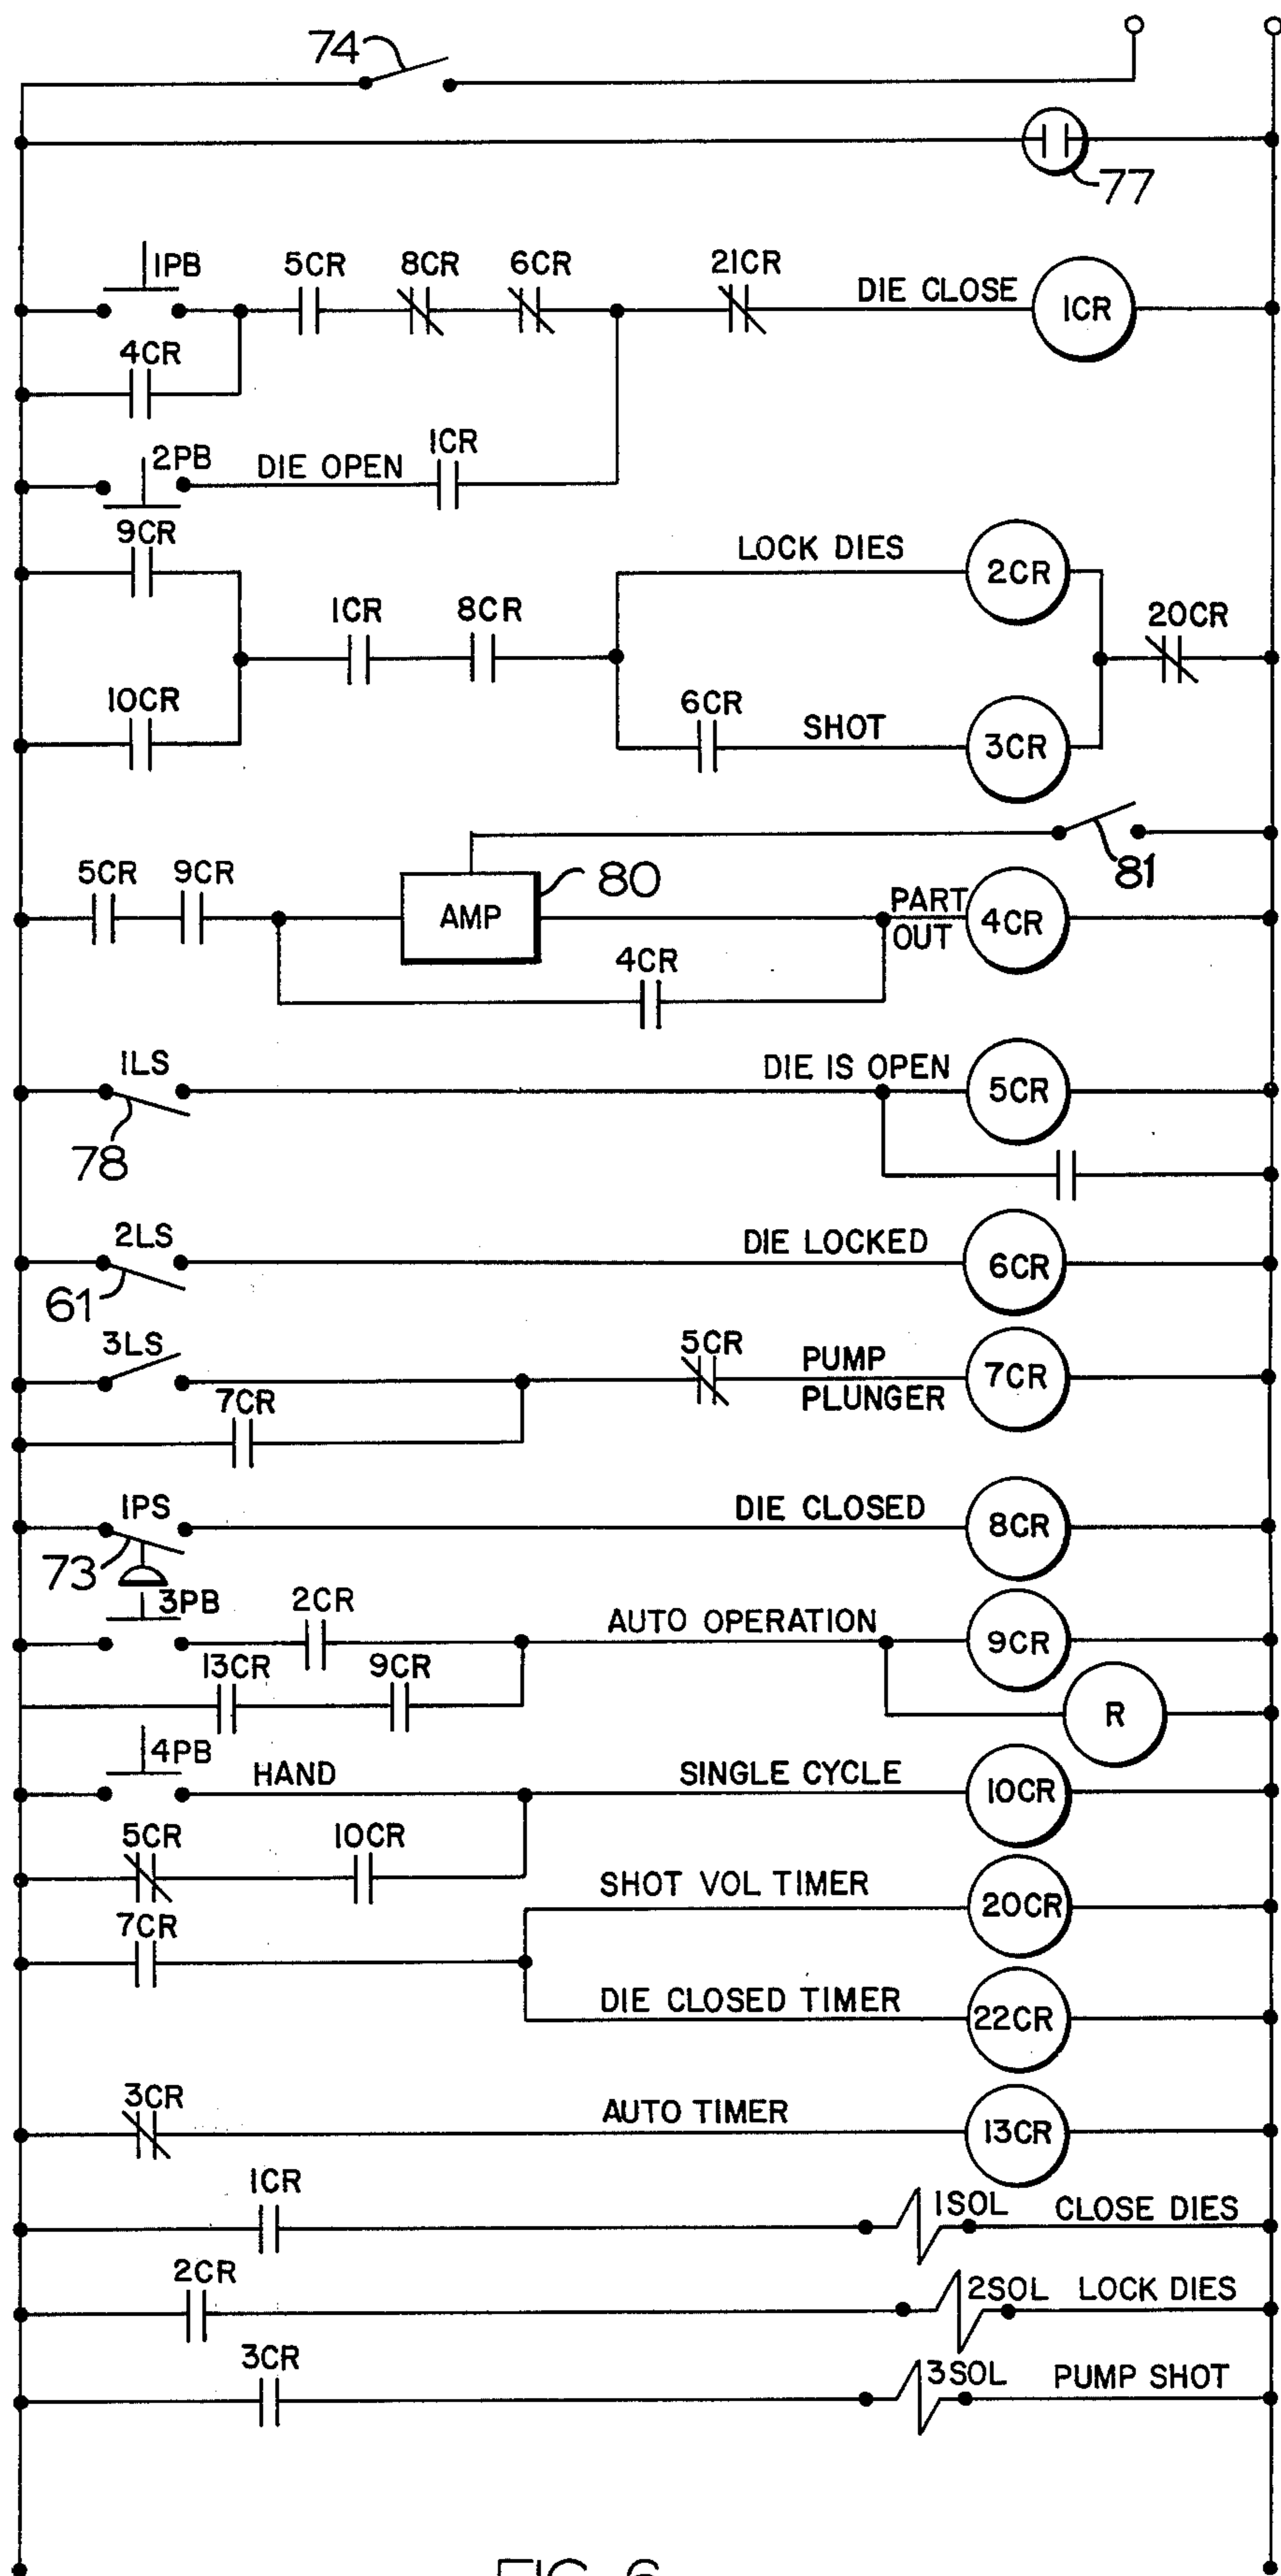 74
77
1PB 5CR 8CR 6CR 21CR DIE CLOSE 1CR
4CR
2PB DIE OPEN 1CR
9CR LOCK DIES 2CR
1CR 8CR 20CR
10CR 6CR SHOT 3CR
81
5CR 9CR AMP 80 PART OUT 4CR
4CR
1LS DIE IS OPEN 5CR
78
2LS DIE LOCKED 6CR
61
3LS 5CR PUMP PLUNGER 7CR
7CR
1PS DIE CLOSED 8CR
73
3PB 2CR AUTO OPERATION 9CR
13CR 9CR R
4PB HAND SINGLE CYCLE 10CR
5CR 10CR
SHOT VOL TIMER 20CR
7CR
DIE CLOSED TIMER 22CR
3CR AUTO TIMER 13CR
1CR 1SOL CLOSE DIES
2CR 2SOL LOCK DIES
3CR 3SOL PUMP SHOT
FIG. 6